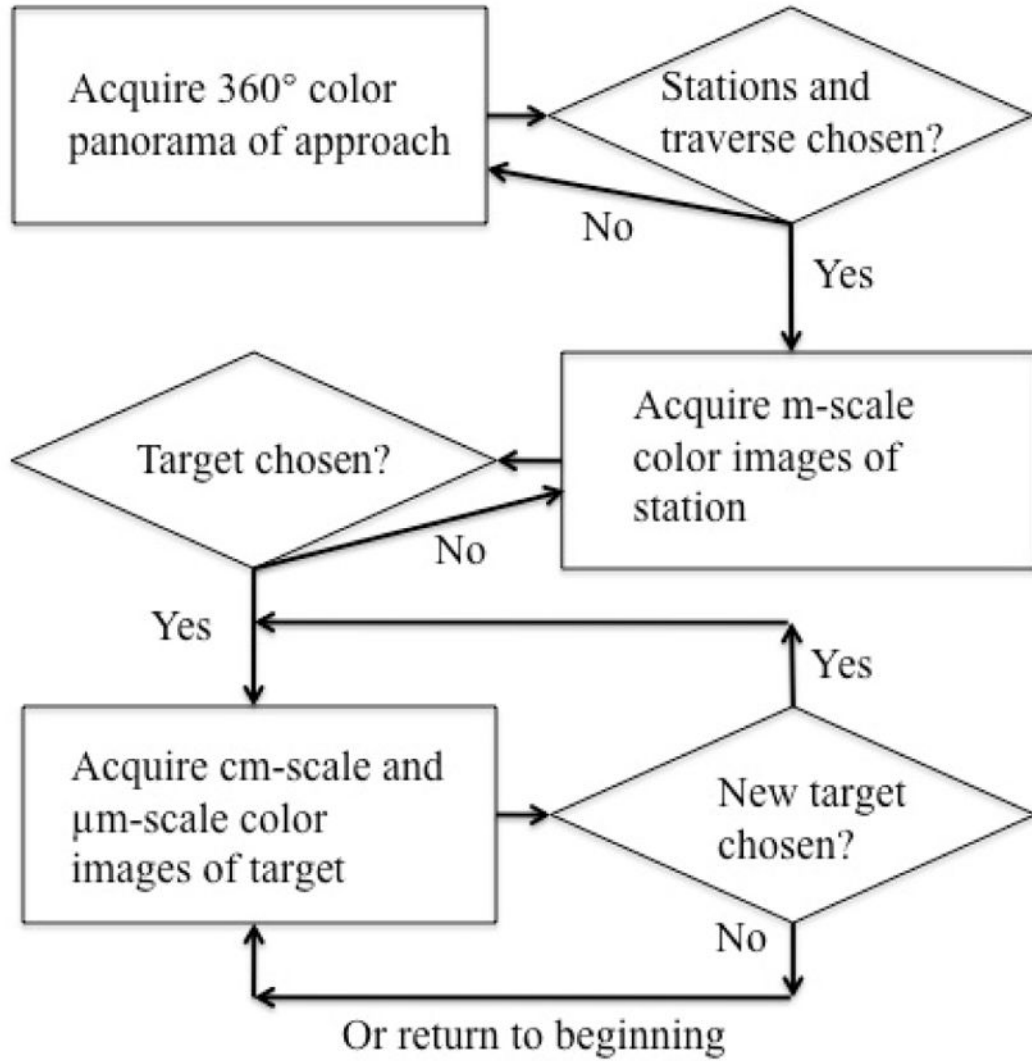 Acquire 360° color
panorama of approach
Stations and
traverse chosen?
No
Yes
Acquire m-scale
color images of
station
Target chosen?
No
Yes
Yes
Acquire cm-scale and
μm-scale color
images of target
New target
chosen?
No
Or return to beginning